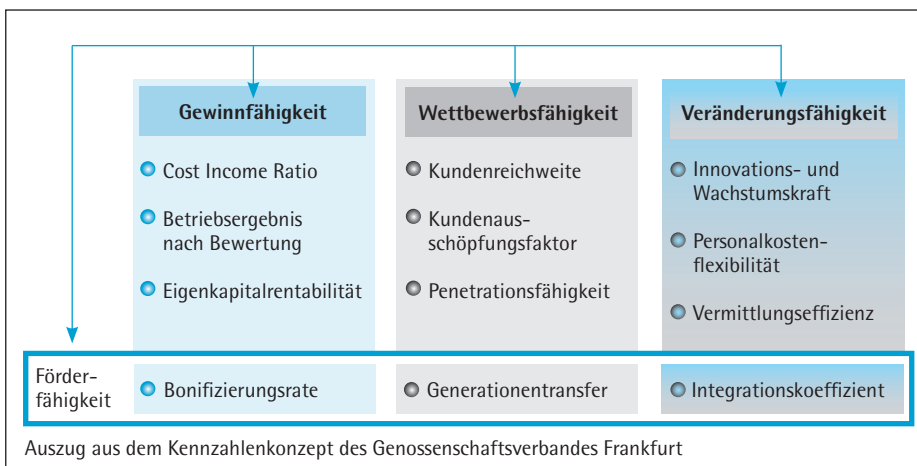 Gewinnfähigkeit
Cost Income Ratio
Betriebsergebnis
nach Bewertung
Eigenkapitalrentabilität
Wettbewerbsfähigkeit
Kundenreichweite
Kundenaus-
schöpfungsfaktor
Penetrationsfähigkeit
Veränderungsfähigkeit
Innovations- und
Wachstumskraft
Personalkosten-
flexibilität
Vermittlungseffizienz
Förder-
fähigkeit
Bonifizierungsrate
Generationentransfer
Integrationskoeffizient
Auszug aus dem Kennzahlenkonzept des Genossenschaftsverbandes Frankfurt